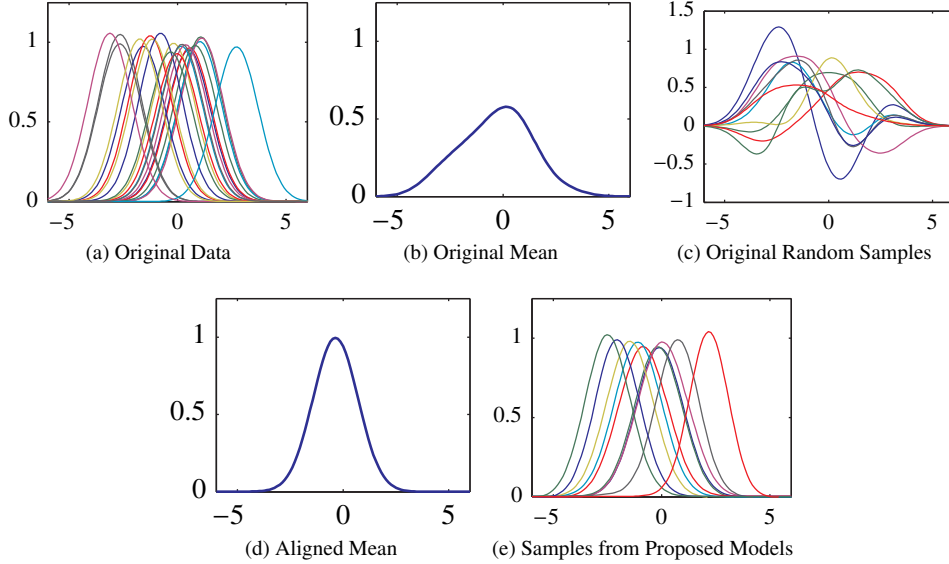 1
0.5
0
−5 0 5
(a) Original Data
1
0.5
0
−5 0 5
(b) Original Mean
1.5
1
0.5
0
−0.5
−1
−5 0 5
(c) Original Random Samples
1
0.5
0
−5 0 5
(d) Aligned Mean
1
0.5
0
−5 0 5
(e) Samples from Proposed Models